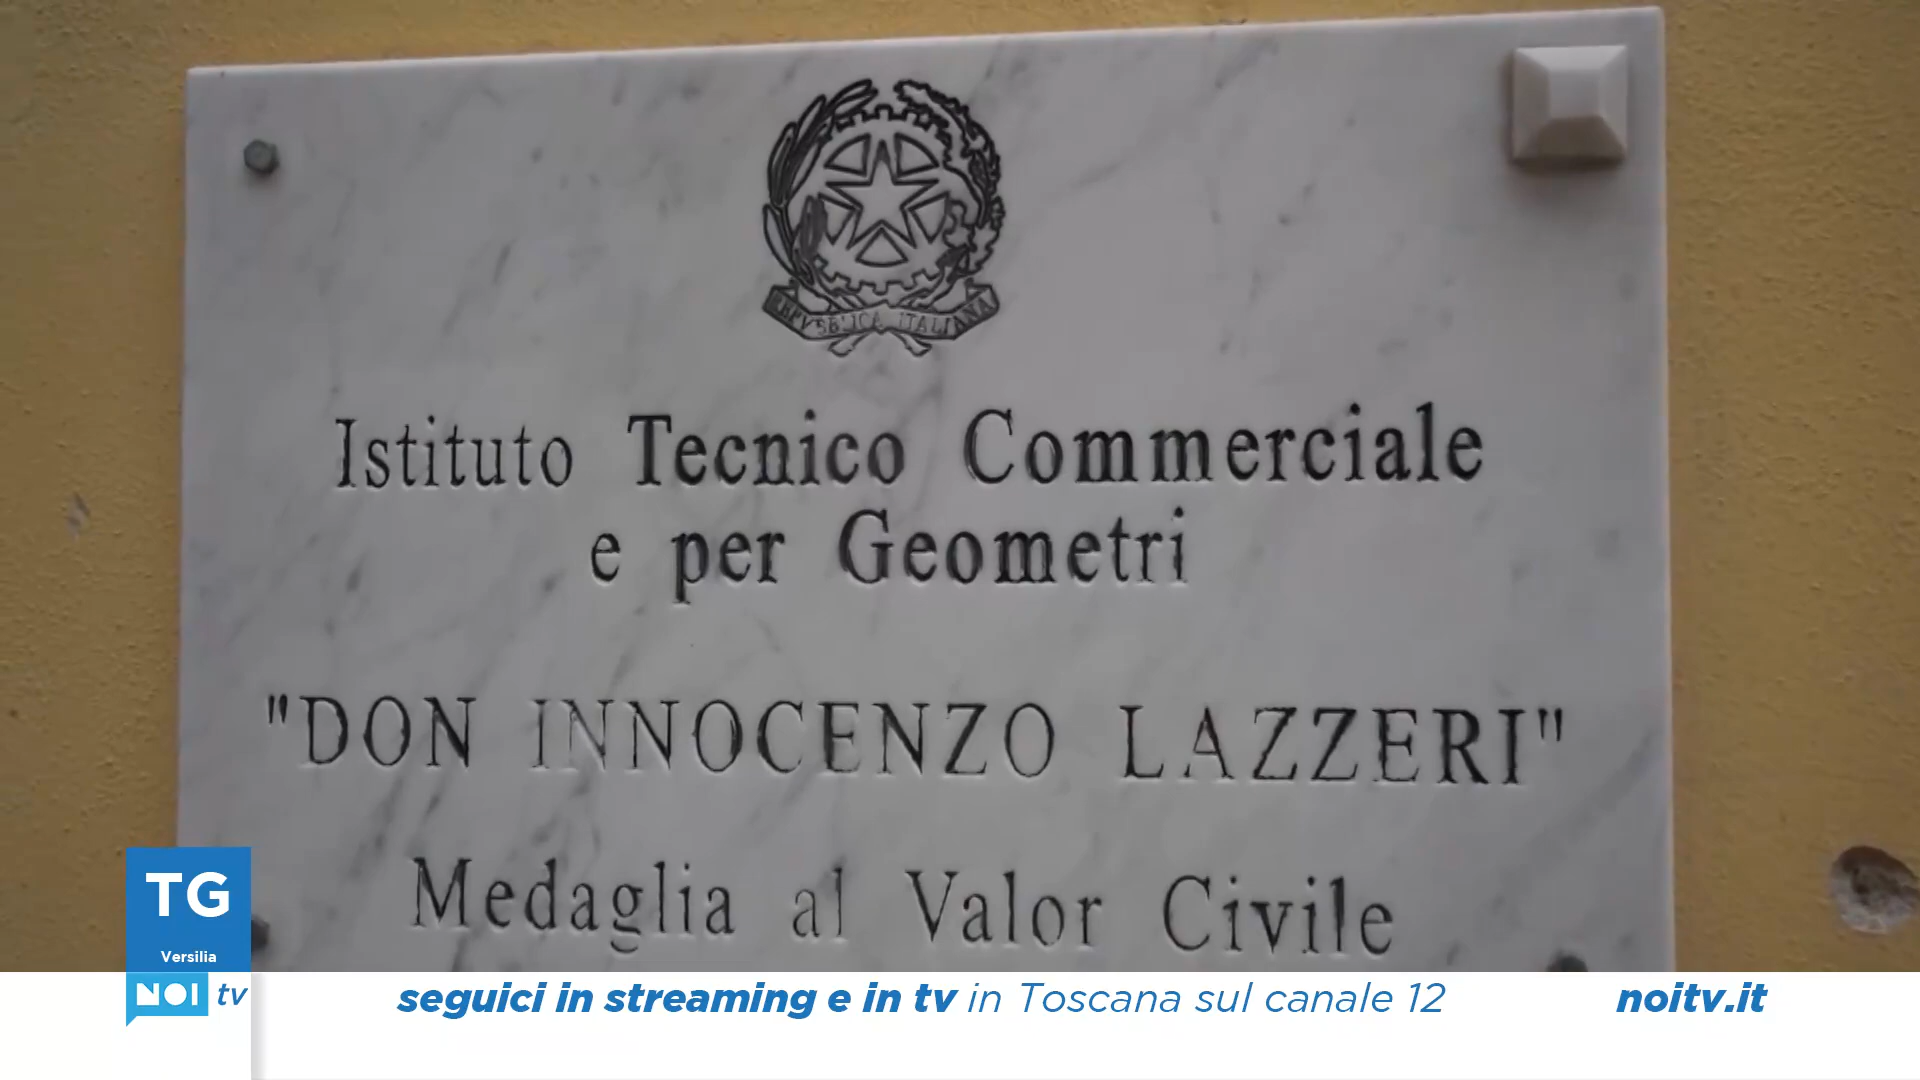 REPVBBLICA ITALIANA
Istituto Tecnico Commerciale
e per Geometri
"DON INNOCENZO LAZZERI"
Medaglia al Valor Civile
TG
Versilia
NOI tv
seguici in streaming e in tv in Toscana sul canale 12
noitv.it